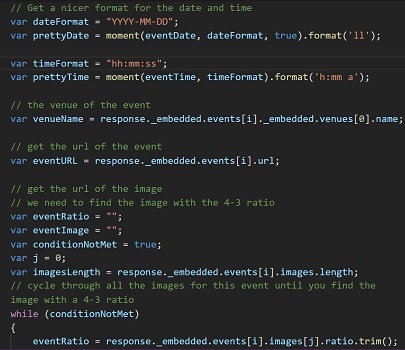 // Get a nicer format for the date and time
var dateFormat = "YYYY-MM-DD";
var prettyDate = moment(eventDate, dateFormat, true).format('ll');
var timeFormat = "hh:mm:ss";
var prettyTime = moment(eventTime, timeFormat).format('h:mm a');
// the venue of the event
var venueName = response._embedded.events[i]._embedded.venues[0].name;
// get the url of the event
var eventURL = response._embedded.events[i].url;
// get the url of the image
// we need to find the image with the 4-3 ratio
var eventRatio = "";
var eventImage = "";
var conditionNotMet = true;
var j = 0;
var imagesLength = response._embedded.events[i].images.length;
// cycle through all the images for this event until you find the
image with a 4-3 ratio
while (conditionNotMet)
{
eventRatio = response._embedded.events[i].images[j].ratio.trim();